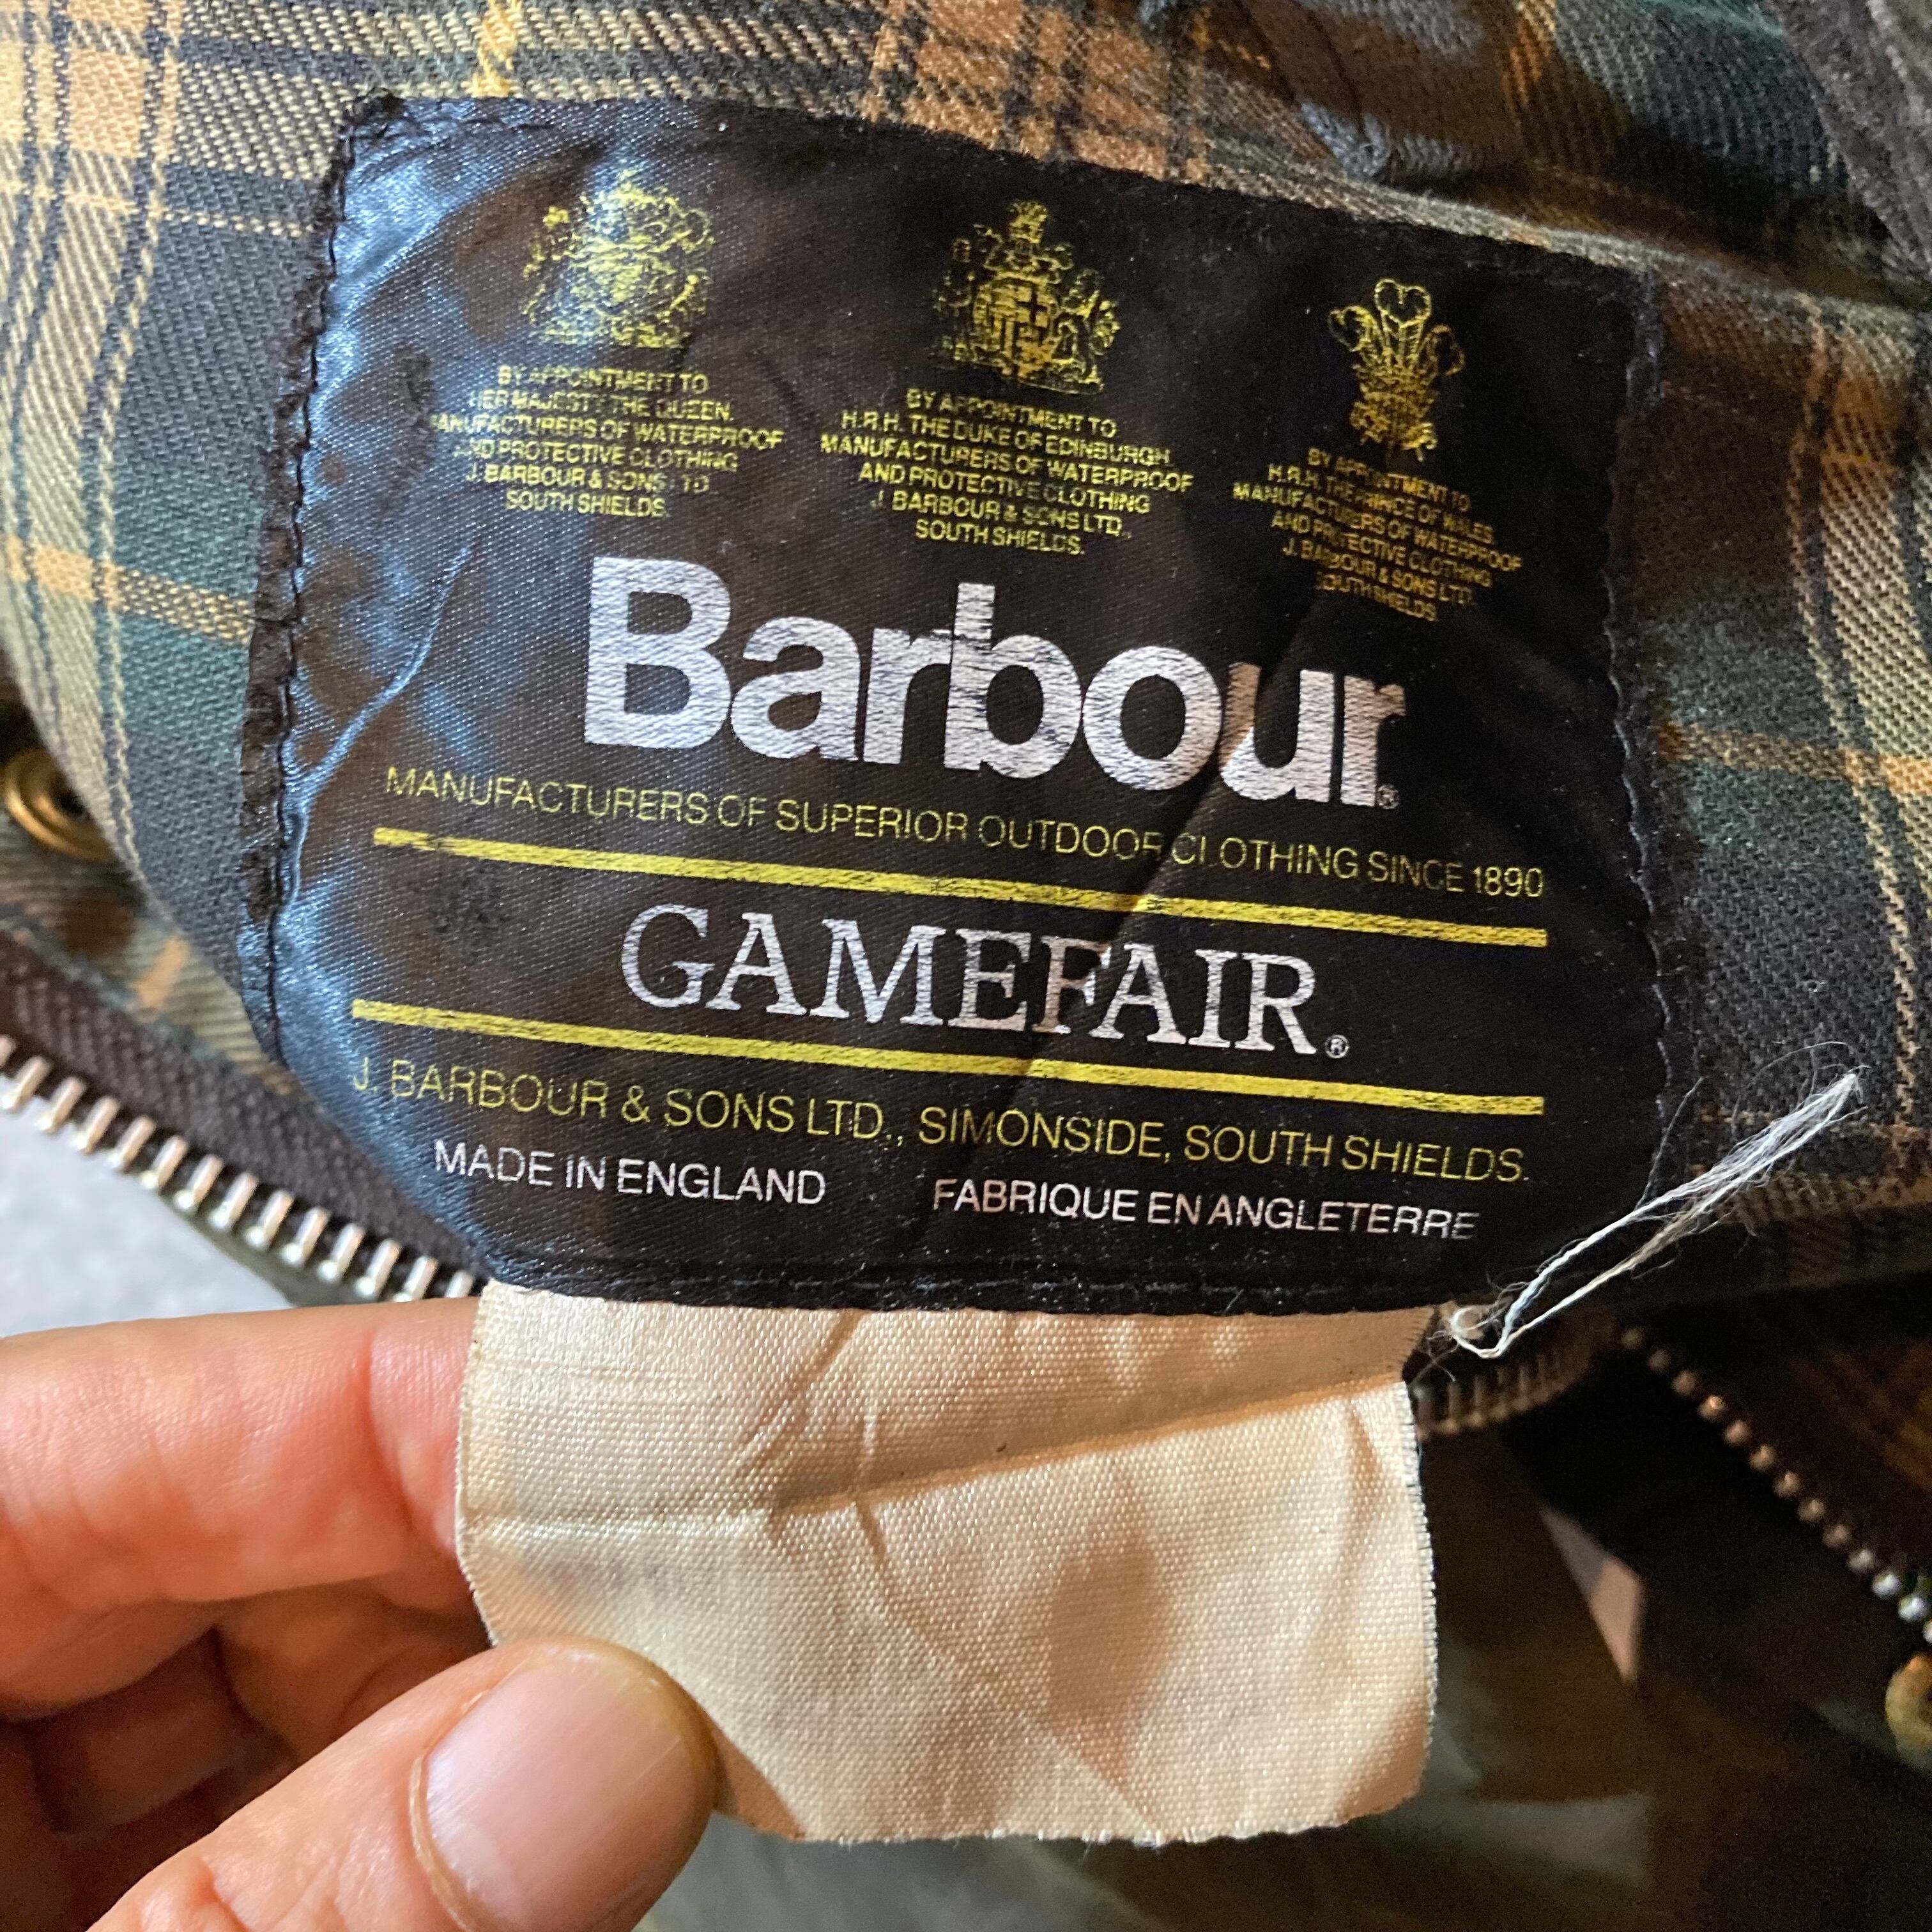 BY APPOINTMENT TO
HER MAJESTY THE QUEEN.
MANUFACTURERS OF WATERPROOF
AND PROTECTIVE CLOTHING
J. BARBOUR & SONS LTD
SOUTH SHIELDS.
BY APPOINTMENT TO
H.R.H. THE DUKE OF EDINBURGH
MANUFACTURERS OF WATERPROOF
AND PROTECTIVE CLOTHING
J. BARBOUR & SONS LTD.,
SOUTH SHIELDS.
BY APPOINTMENT TO
H.R.H. THE PRINCE OF WALES
MANUFACTURERS OF WATERPROOF
AND PROTECTIVE CLOTHING
J. BARBOUR & SONS LTD.
SOUTH SHIELDS.
Barbour®
MANUFACTURERS OF SUPERIOR OUTDOOR CLOTHING SINCE 1890
GAMEFAIR®
J. BARBOUR & SONS LTD., SIMONSIDE, SOUTH SHIELDS.
MADE IN ENGLAND FABRIQUE EN ANGLETERRE